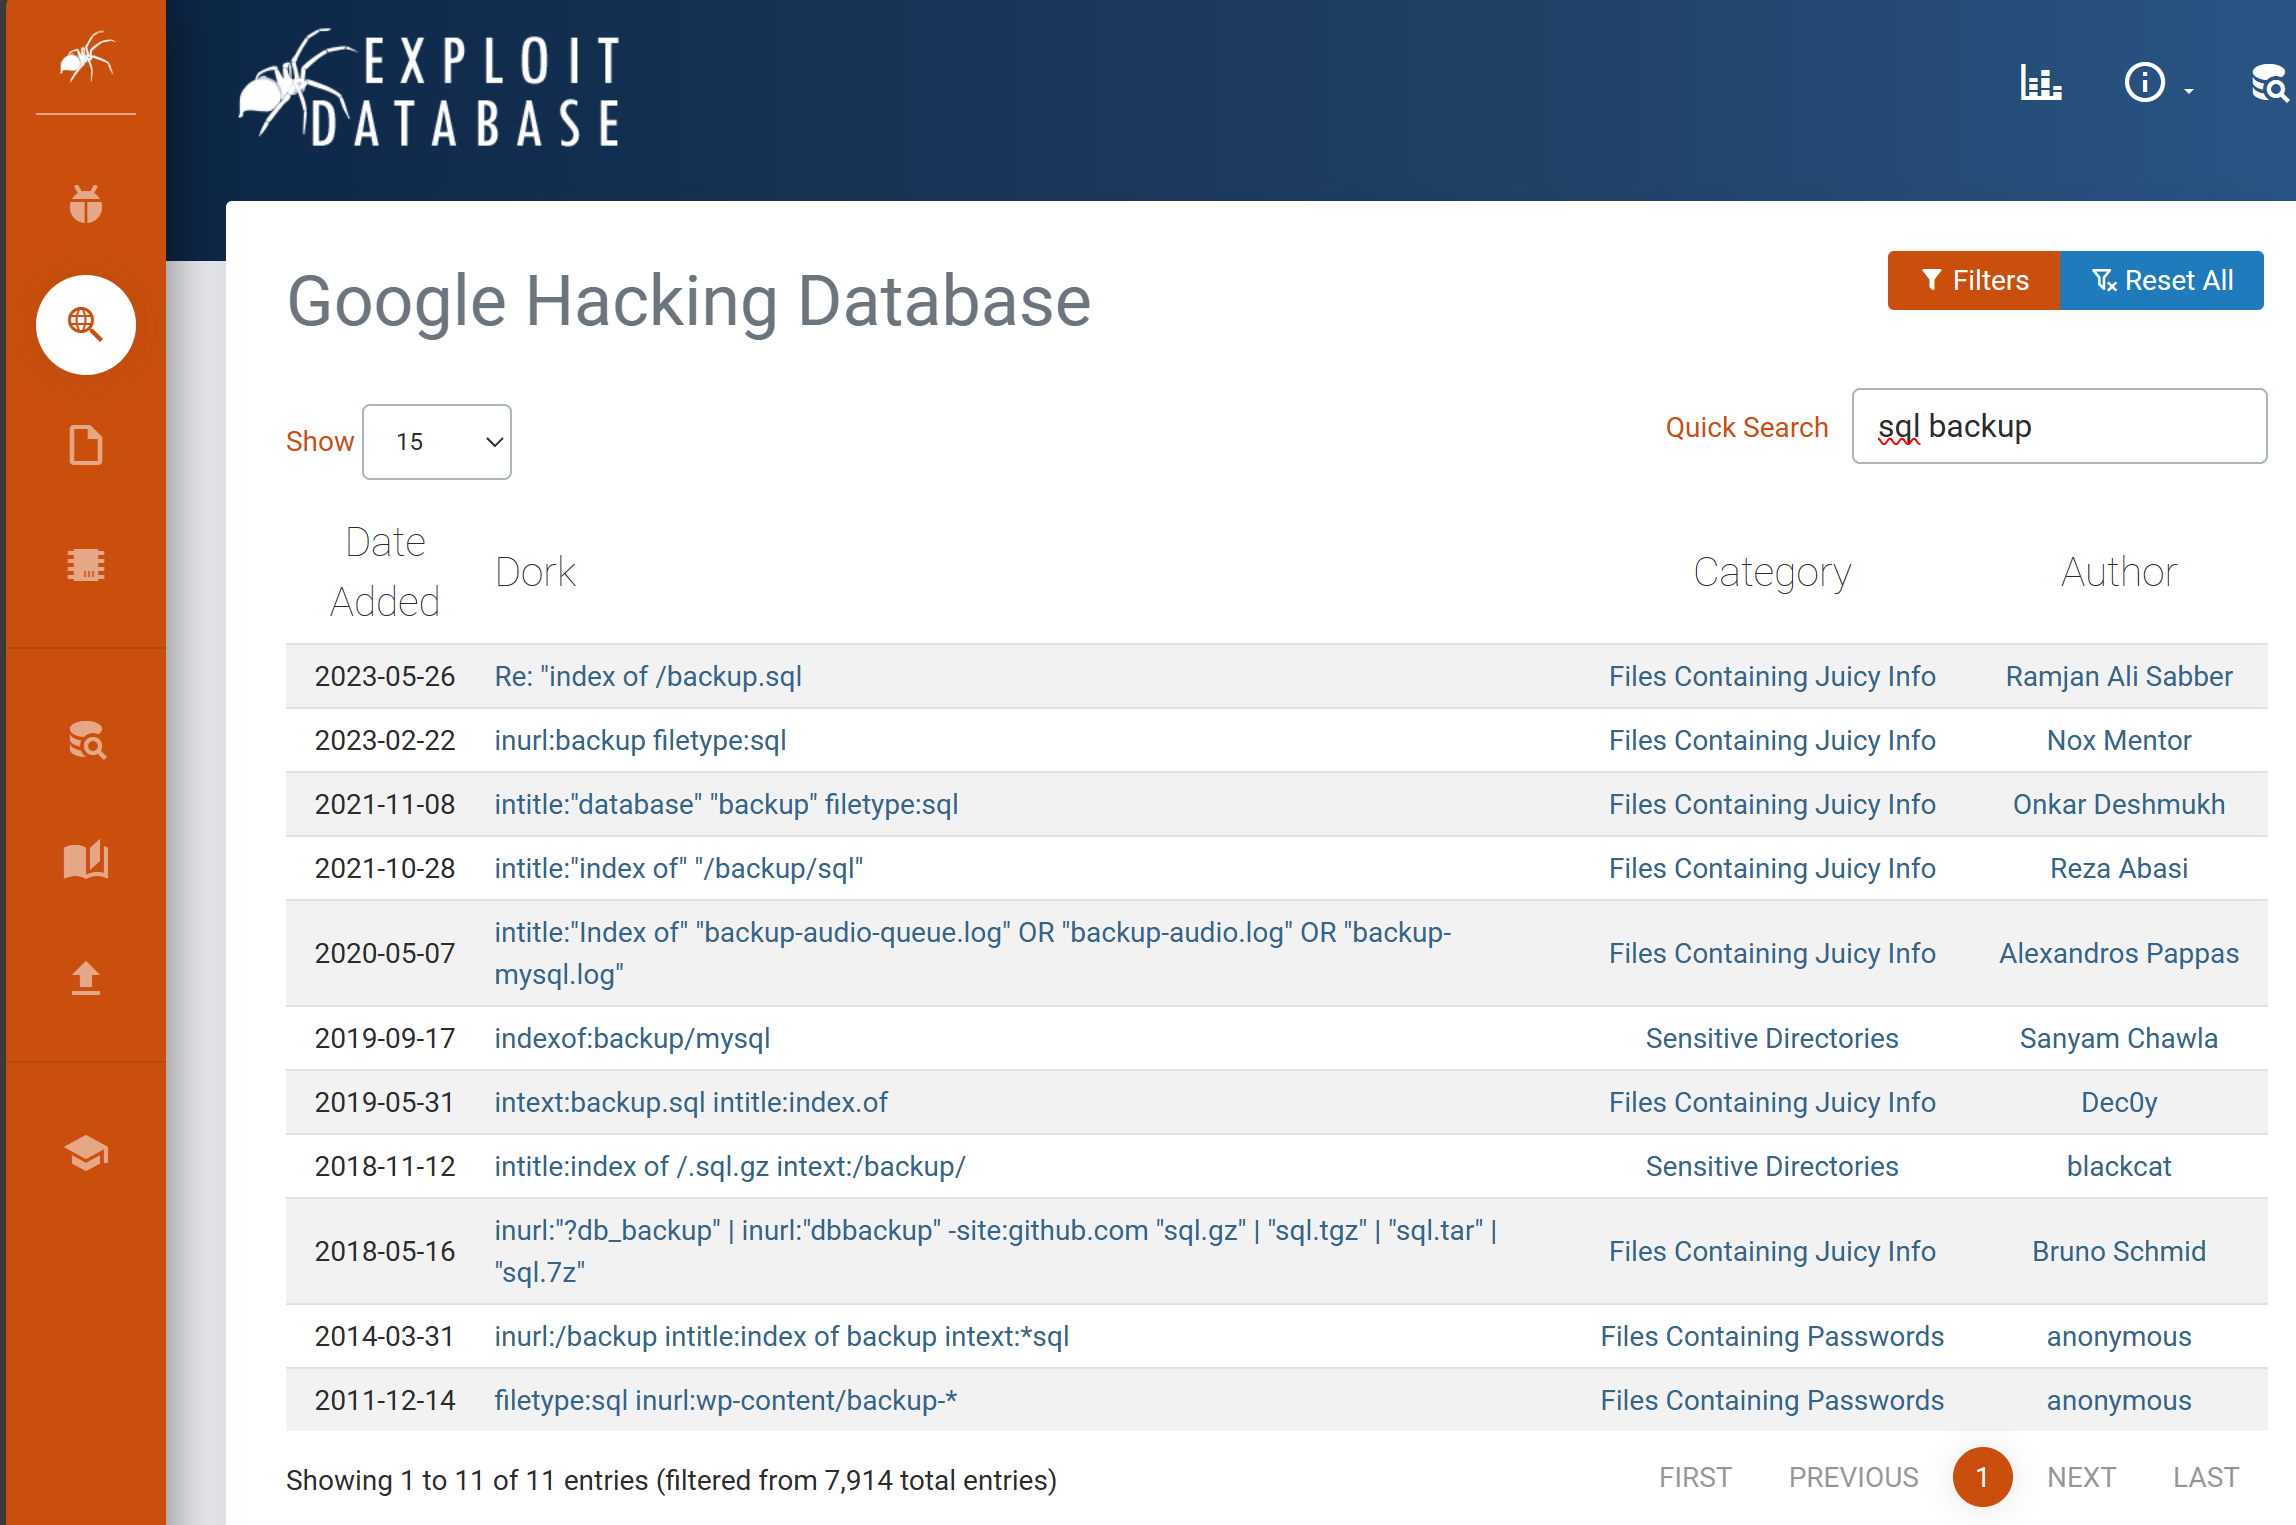 EXPLOIT
DATABASE
Google Hacking Database
Filters
Reset All
Show
15
Quick Search
sql backup
Date
Added
Dork
Category
Author
2023-05-26 Re: "index of /backup.sql Files Containing Juicy Info Ramjan Ali Sabber
2023-02-22 inurl:backup filetype:sql Files Containing Juicy Info Nox Mentor
2021-11-08 intitle:"database" "backup" filetype:sql Files Containing Juicy Info Onkar Deshmukh
2021-10-28 intitle:"index of" "/backup/sql" Files Containing Juicy Info Reza Abasi
2020-05-07 intitle:"Index of" "backup-audio-queue.log" OR "backup-audio.log" OR "backup-
mysql.log" Files Containing Juicy Info Alexandros Pappas
2019-09-17 indexof:backup/mysql Sensitive Directories Sanyam Chawla
2019-05-31 intext:backup.sql intitle:index.of Files Containing Juicy Info Dec0y
2018-11-12 intitle:index of /.sql.gz intext:/backup/ Sensitive Directories blackcat
2018-05-16 inurl:"?db_backup" | inurl:"dbbackup" -site:github.com "sql.gz" | "sql.tgz" | "sql.tar" |
"sql.7z" Files Containing Juicy Info Bruno Schmid
2014-03-31 inurl:/backup intitle:index of backup intext:*sql Files Containing Passwords anonymous
2011-12-14 filetype:sql inurl:wp-content/backup-* Files Containing Passwords anonymous
Showing 1 to 11 of 11 entries (filtered from 7,914 total entries)
FIRST PREVIOUS 1 NEXT LAST